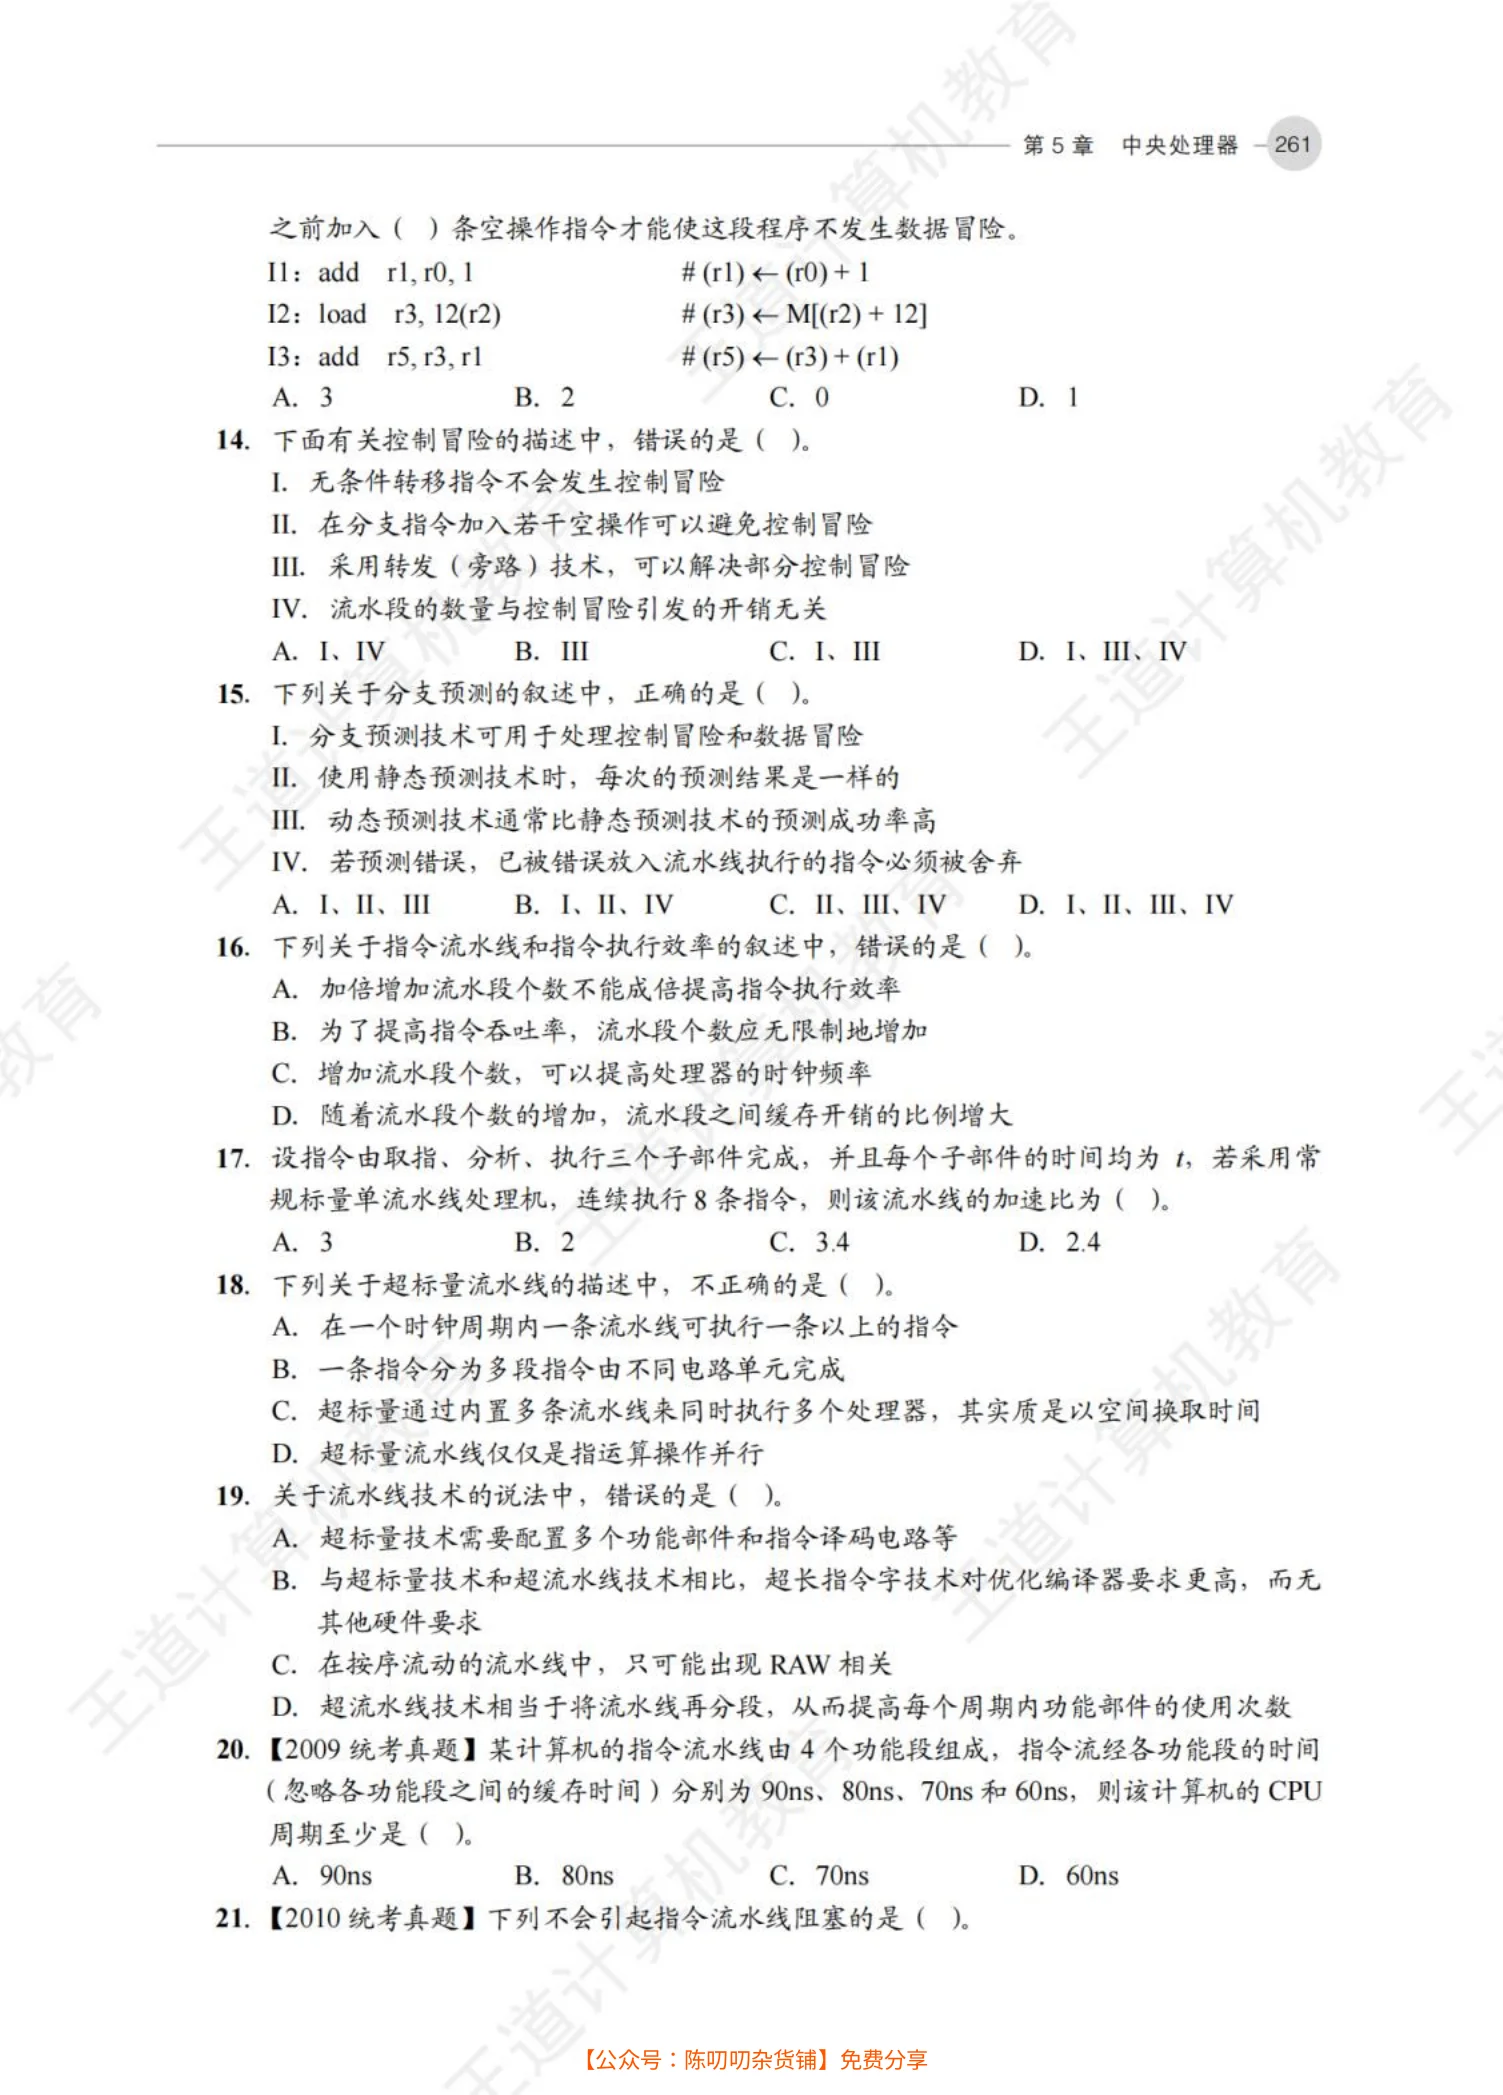 第 5 章 中央处理器 261
之前加入（ ）条空操作指令才能使这段程序不发生数据冒险。
I1：add r1, r0, 1 # (r1) ← (r0) + 1
I2：load r3, 12(r2) # (r3) ← M[(r2) + 12]
I3：add r5, r3, r1 # (r5) ← (r3) + (r1)
A. 3 B. 2 C. 0 D. 1
14. 下面有关控制冒险的描述中，错误的是（ ）。
I. 无条件转移指令不会发生控制冒险
II. 在分支指令加入若干空操作可以避免控制冒险
III. 采用转发（旁路）技术，可以解决部分控制冒险
IV. 流水段的数量与控制冒险引发的开销无关
A. I、IV B. III C. I、III D. I、III、IV
15. 下列关于分支预测的叙述中，正确的是（ ）。
I. 分支预测技术可用于处理控制冒险和数据冒险
II. 使用静态预测技术时，每次的预测结果是一样的
III. 动态预测技术通常比静态预测技术的预测成功率高
IV. 若预测错误，已被错误放入流水线执行的指令必须被舍弃
A. I、II、III B. I、II、IV C. II、III、IV D. I、II、III、IV
16. 下列关于指令流水线和指令执行效率的叙述中，错误的是（ ）。
A. 加倍增加流水段个数不能成倍提高指令执行效率
B. 为了提高指令吞吐率，流水段个数应无限制地增加
C. 增加流水段个数，可以提高处理器的时钟频率
D. 随着流水段个数的增加，流水段之间缓存开销的比例增大
17. 设指令由取指、分析、执行三个子部件完成，并且每个子部件的时间均为 t，若采用常
规标量单流水线处理机，连续执行 8 条指令，则该流水线的加速比为（ ）。
A. 3 B. 2 C. 3.4 D. 2.4
18. 下列关于超标量流水线的描述中，不正确的是（ ）。
A. 在一个时钟周期内一条流水线可执行一条以上的指令
B. 一条指令分为多段指令由不同电路单元完成
C. 超标量通过内置多条流水线来同时执行多个处理器，其实质是以空间换取时间
D. 超标量流水线仅仅是指运算操作并行
19. 关于流水线技术的说法中，错误的是（ ）。
A. 超标量技术需要配置多个功能部件和指令译码电路等
B. 与超标量技术和超流水线技术相比，超长指令字技术对优化编译器要求更高，而无
其他硬件要求
C. 在按序流动的流水线中，只可能出现 RAW 相关
D. 超流水线技术相当于将流水线再分段，从而提高每个周期内功能部件的使用次数
20. 【2009 统考真题】某计算机的指令流水线由 4 个功能段组成，指令流经各功能段的时间
（忽略各功能段之间的缓存时间）分别为 90ns、80ns、70ns 和 60ns，则该计算机的 CPU
周期至少是（ ）。
A. 90ns B. 80ns C. 70ns D. 60ns
21. 【2010 统考真题】下列不会引起指令流水线阻塞的是（ ）。
【公众号：陈叨叨杂货铺】免费分享